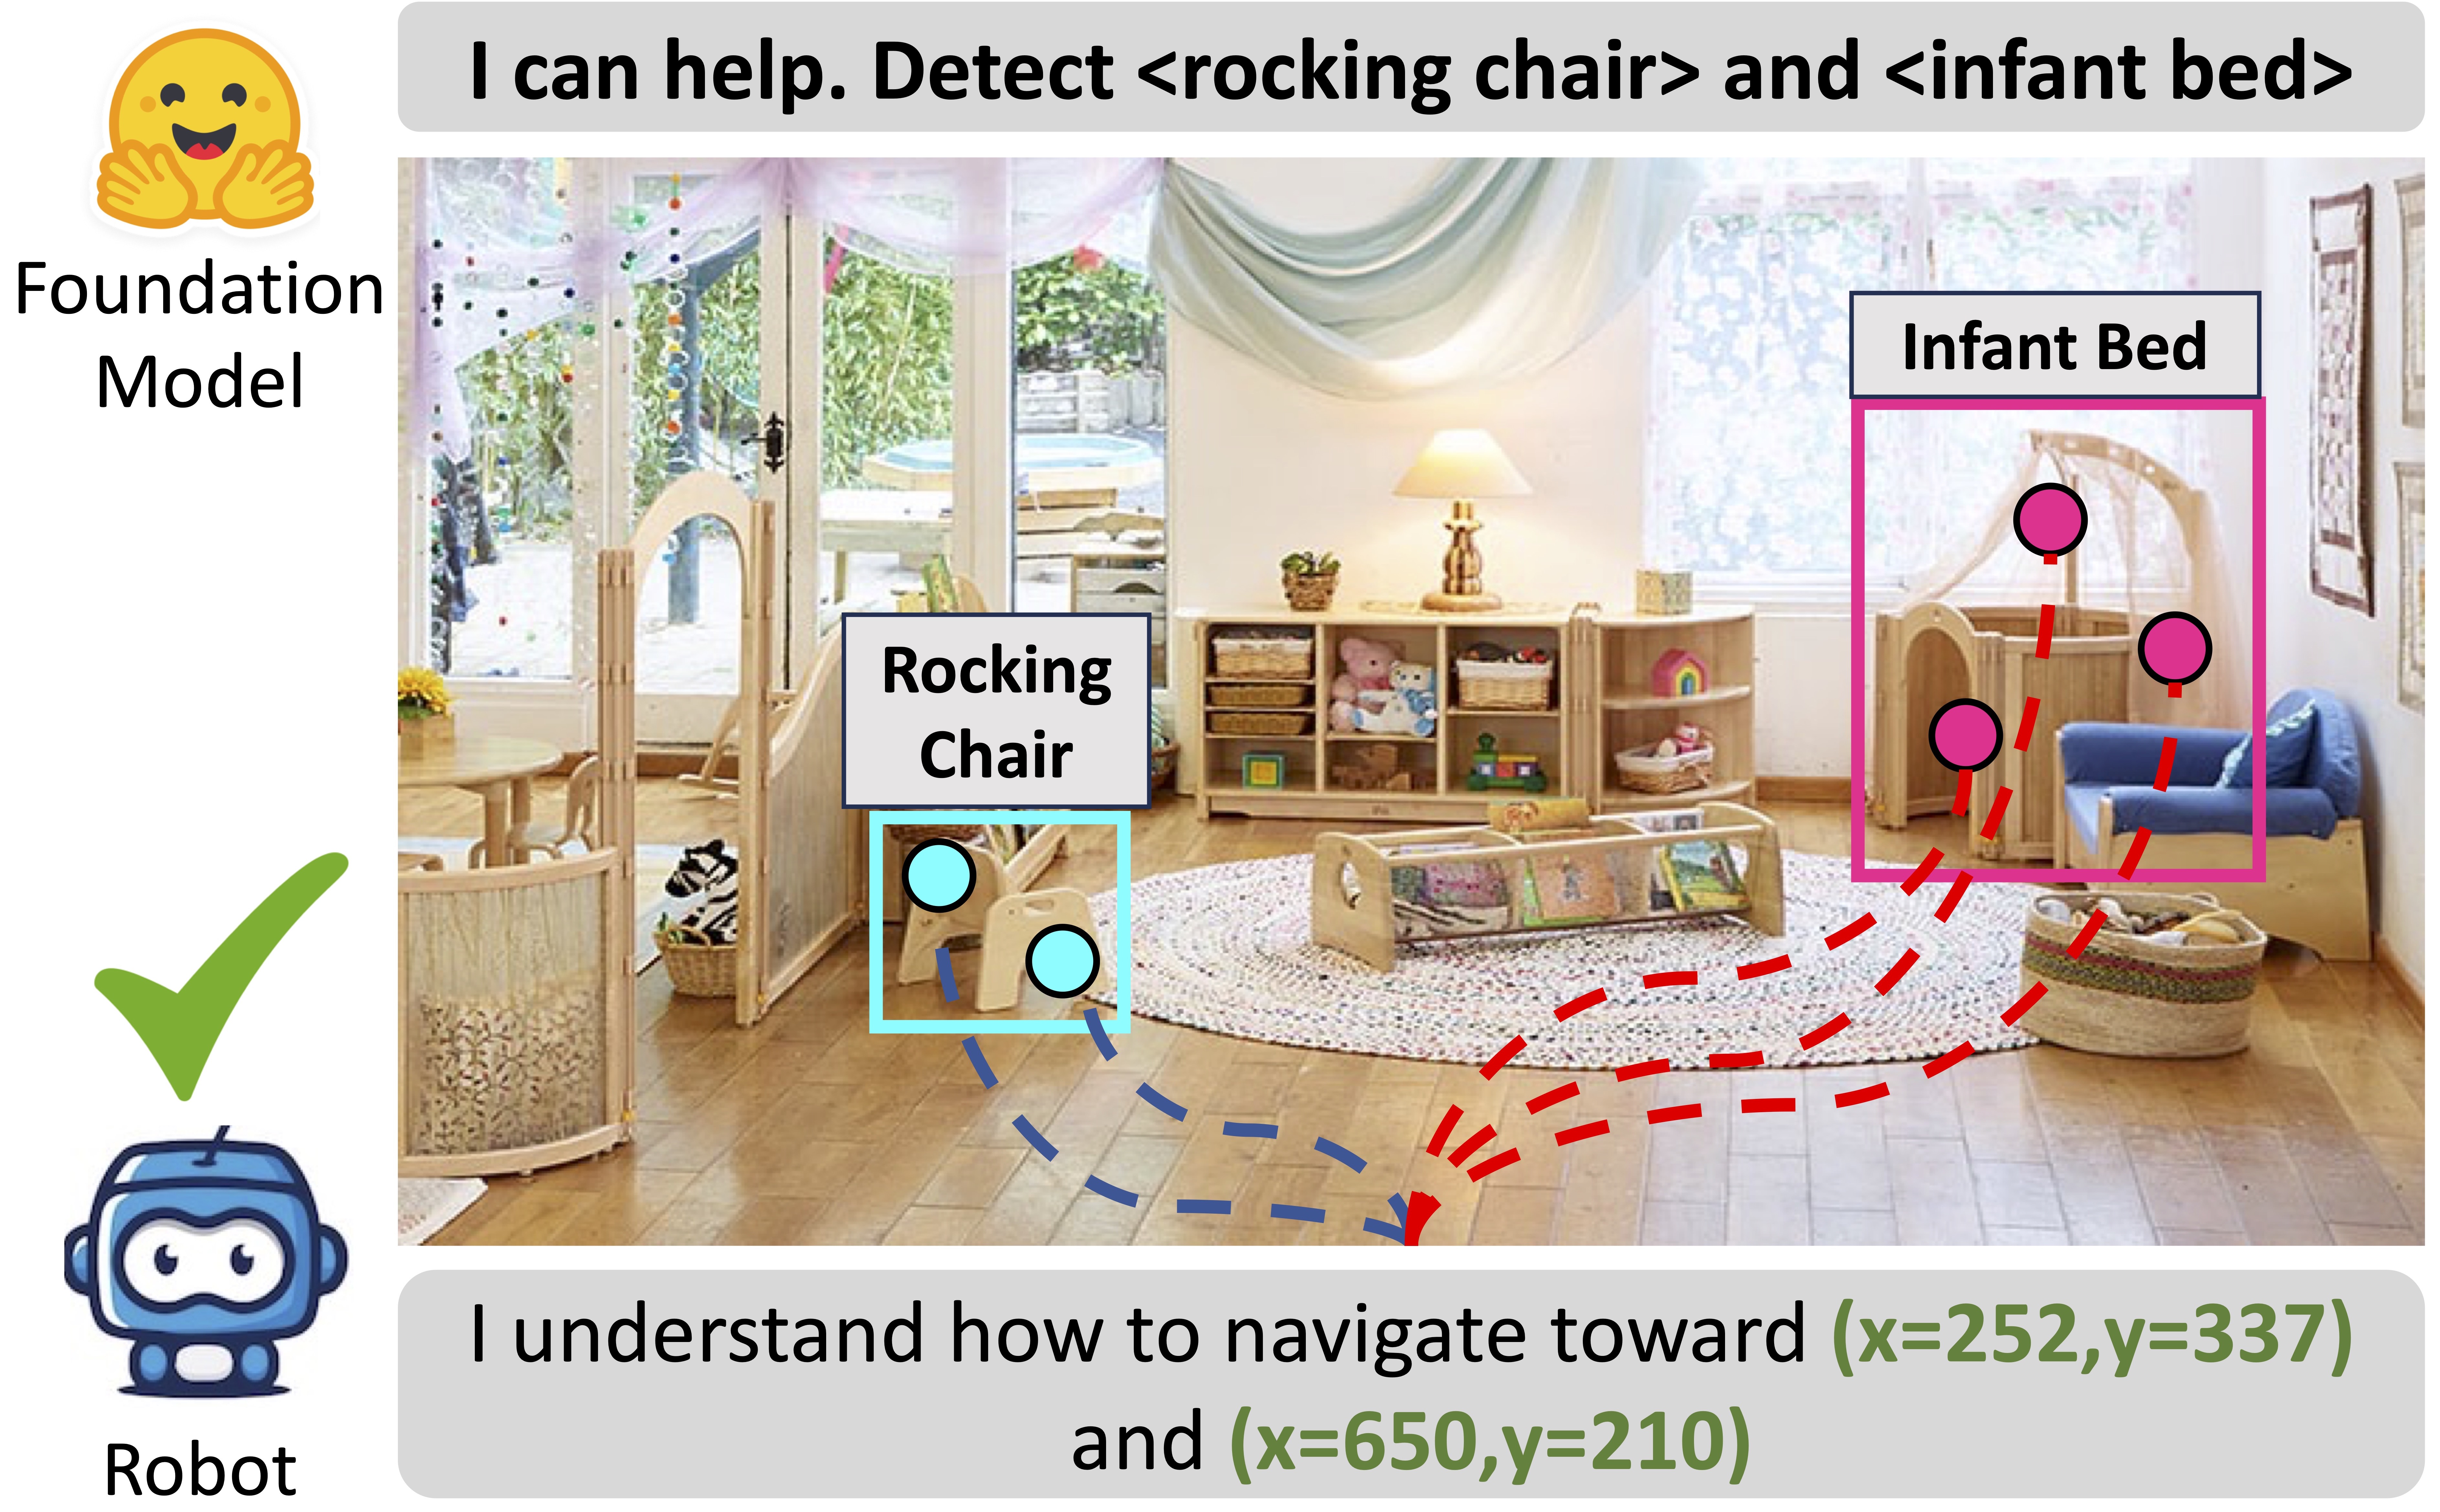 I can help. Detect <rocking chair> and <infant bed>
Foundation
Model
Infant Bed
Rocking
Chair
I understand how to navigate toward (x=252,y=337)
and (x=650,y=210)
Robot